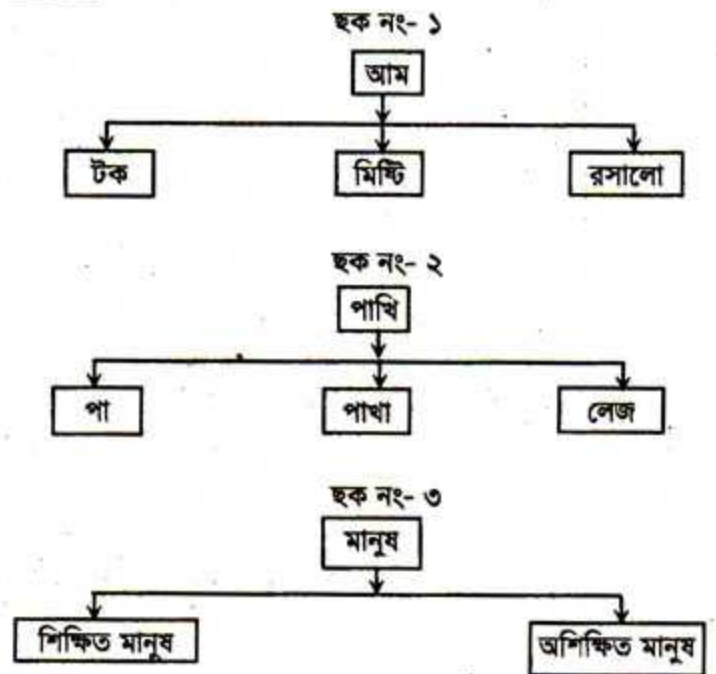 ছক নং- ১
আম
টক মিষ্টি রসালো
ছক নং- ২
পাখি
পা পাখা লেজ
ছক নং- ৩
মানুষ
শিক্ষিত মানুষ অশিক্ষিত মানুষ